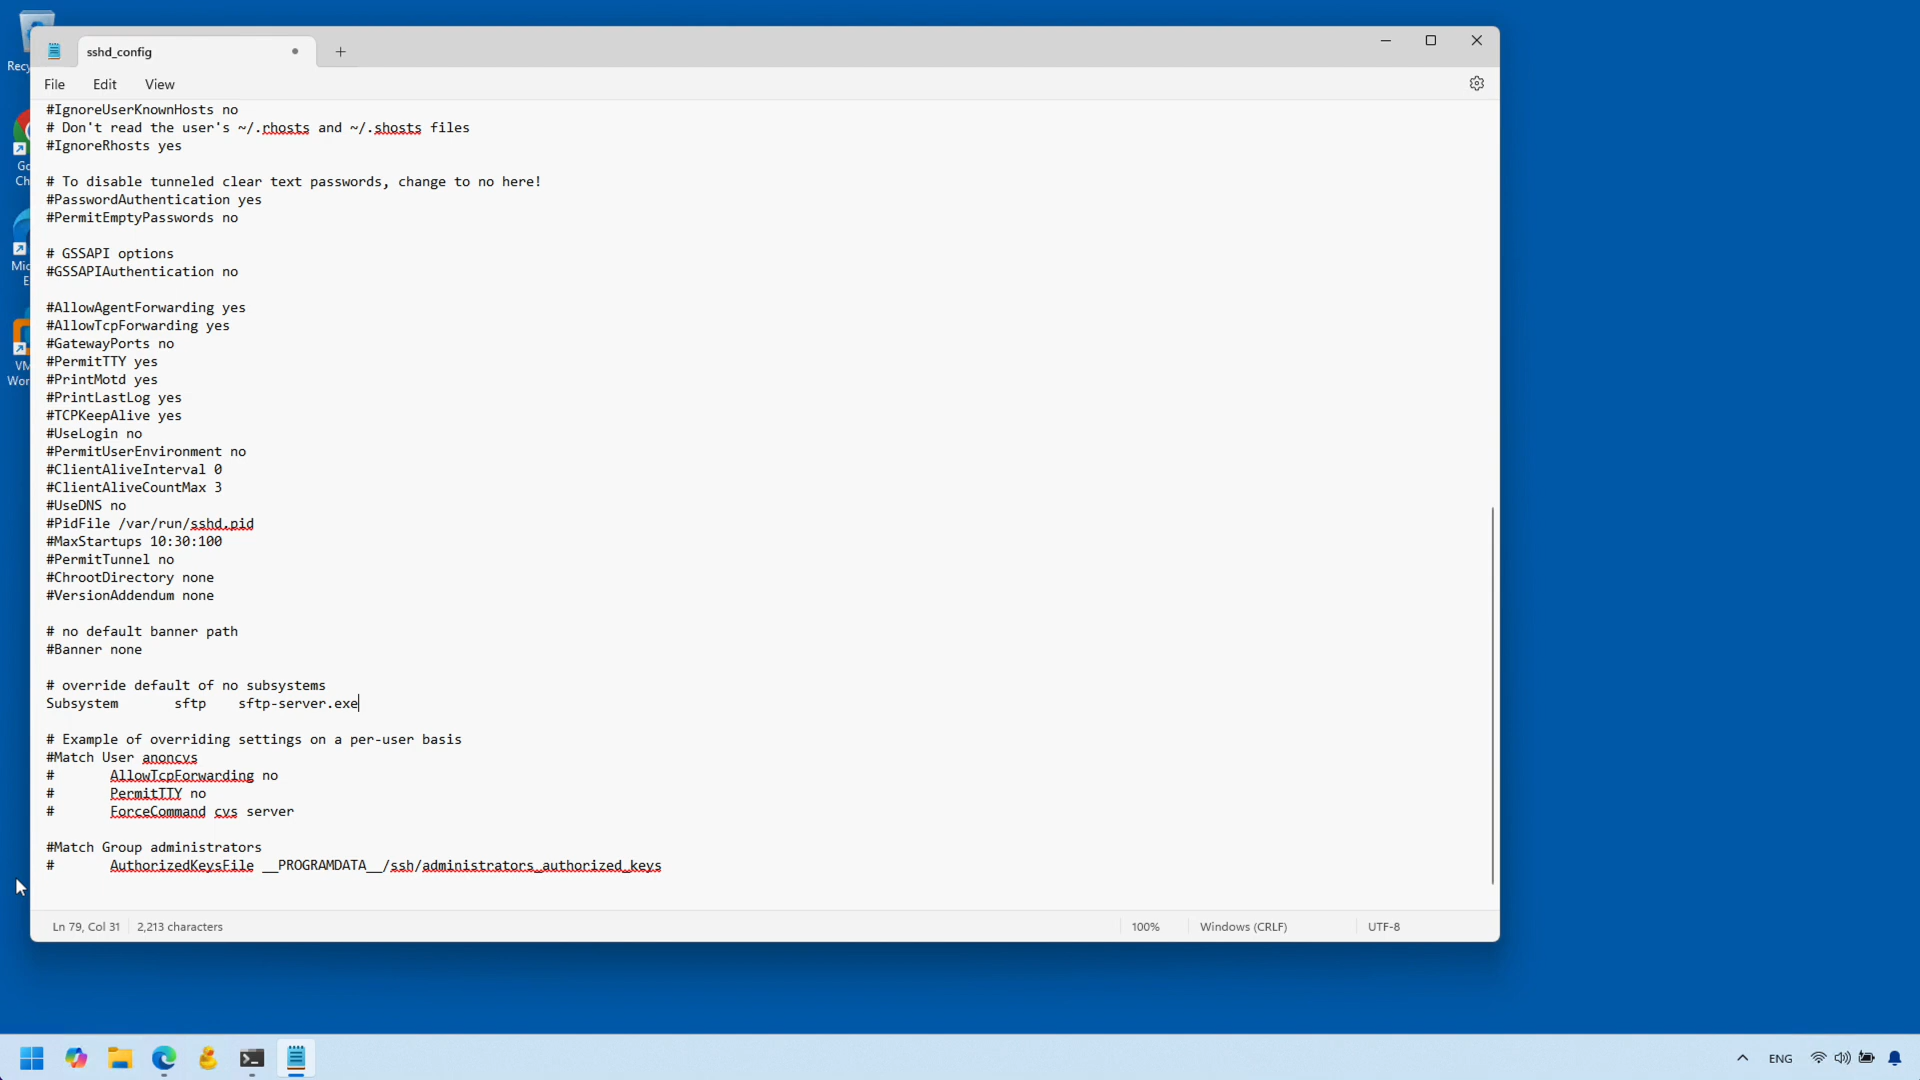 Recy
sshd_config
File Edit View
#IgnoreUserKnownHosts no
# Don't read the user's ~/.rhosts and ~/.shosts files
#IgnoreRhosts yes
# To disable tunneled clear text passwords, change to no here!
#PasswordAuthentication yes
#PermitEmptyPasswords no
# GSSAPI options
#GSSAPIAuthentication no
#AllowAgentForwarding yes
#AllowTcpForwarding yes
#GatewayPorts no
#PermitTTY yes
#PrintMotd yes
#PrintLastLog yes
#TCPKeepAlive yes
#UseLogin no
#PermitUserEnvironment no
#ClientAliveInterval 0
#ClientAliveCountMax 3
#UseDNS no
#PidFile /var/run/sshd.pid
#MaxStartups 10:30:100
#PermitTunnel no
#ChrootDirectory none
#VersionAddendum none
# no default banner path
#Banner none
# override default of no subsystems
Subsystem sftp sftp-server.exe
# Example of overriding settings on a per-user basis
#Match User anoncvs
# AllowTcpForwarding no
# PermitTTY no
# ForceCommand cvs server
#Match Group administrators
# AuthorizedKeysFile __PROGRAMDATA__/ssh/administrators_authorized_keys
Ln 79, Col 31 2,213 characters 100% Windows (CRLF) UTF-8
Go
Ch
Mic
E
VM
Wor
ENG